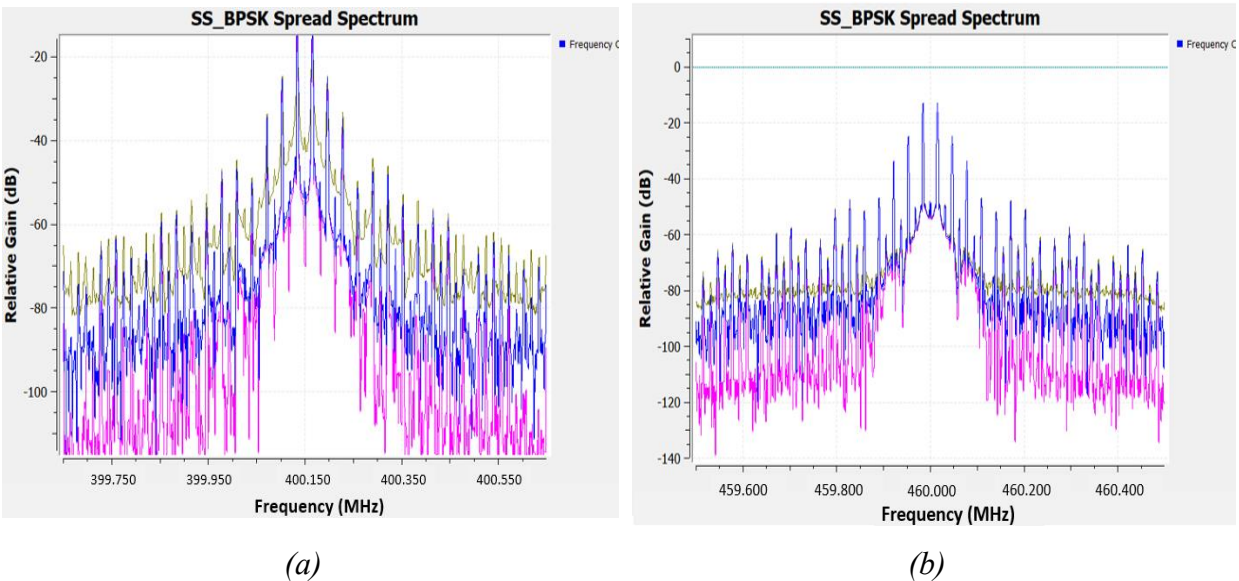 SS_BPSK Spread Spectrum
Frequency C
-20
-40
-60
-80
-100
Relative Gain (dB)
399.750 399.950 400.150 400.350 400.550
Frequency (MHz)
(a)
SS_BPSK Spread Spectrum
Frequency C
0
-20
-40
-60
-80
-100
-120
-140
Relative Gain (dB)
459.600 459.800 460.000 460.200 460.400
Frequency (MHz)
(b)